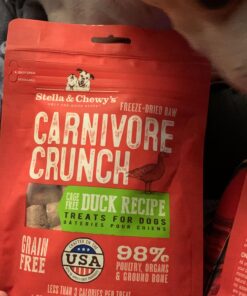 Stella & Chewy's
FREEZE-DRIED RAW
CARNIVORE
CRUNCH
CAGE
FREE
DUCK RECIPE
TREATS FOR DOGS
GÂTERIES POUR CHIENS
GRAIN
FREE
USA
98%
POULTRY, ORGANS
& GROUND BONE
LESS THAN 3 CALORIES PER TREAT